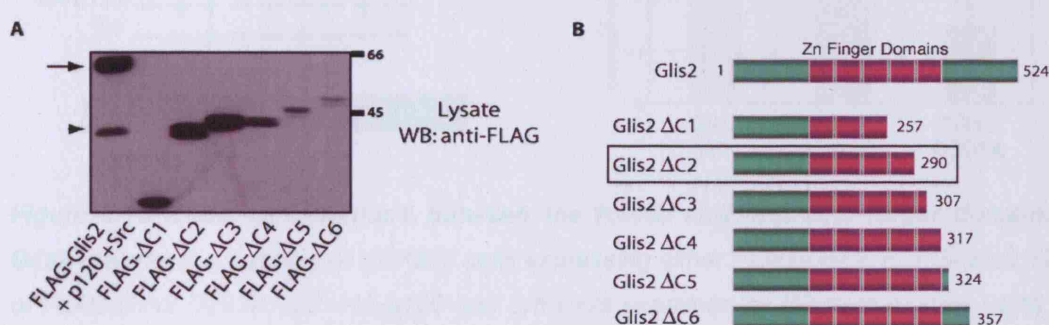 A
66
45
Lysate
WB: anti-FLAG
FLAG-Glis2
+ p120 +Src
FLAG-ΔC1
FLAG-ΔC2
FLAG-ΔC3
FLAG-ΔC4
FLAG-ΔC5
FLAG-ΔC6
B
Zn Finger Domains
Glis2 1 524
Glis2 ΔC1 257
Glis2 ΔC2 290
Glis2 ΔC3 307
Glis2 ΔC4 317
Glis2 ΔC5 324
Glis2 ΔC6 357